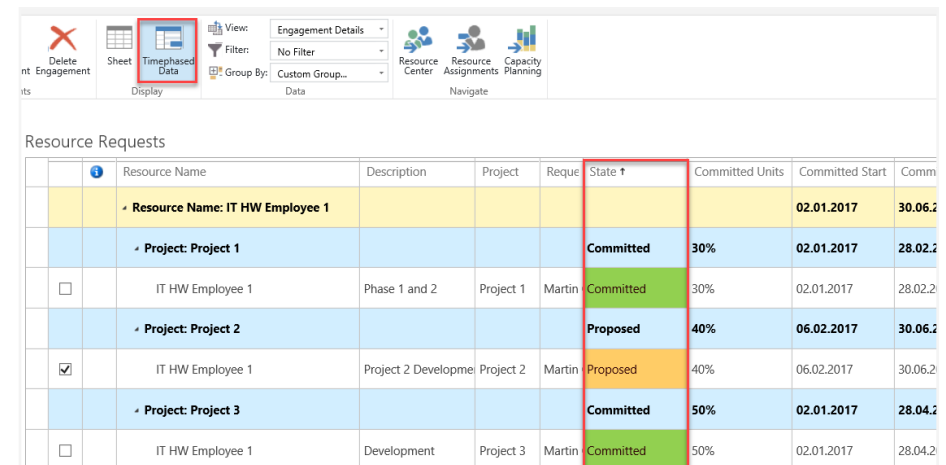 View: Engagement Details
Filter: No Filter
Group By: Custom Group...
Delete
nt Engagement
Sheet
Timephased
Data
Resource
Center
Resource
Assignments
Capacity
Planning
nts
Display
Data
Navigate
Resource Requests
Resource Name Description Project Reque State ↑ Committed Units Committed Start Comm
Resource Name: IT HW Employee 1 02.01.2017 30.06.2
Project: Project 1 Committed 30% 02.01.2017 28.02.2
IT HW Employee 1 Phase 1 and 2 Project 1 Martin Committed 30% 02.01.2017 28.02.2
Project: Project 2 Proposed 40% 06.02.2017 30.06.2
IT HW Employee 1 Project 2 Developme Project 2 Martin Proposed 40% 06.02.2017 30.06.2
Project: Project 3 Committed 50% 02.01.2017 28.04.2
IT HW Employee 1 Development Project 3 Martin Committed 50% 02.01.2017 28.04.2